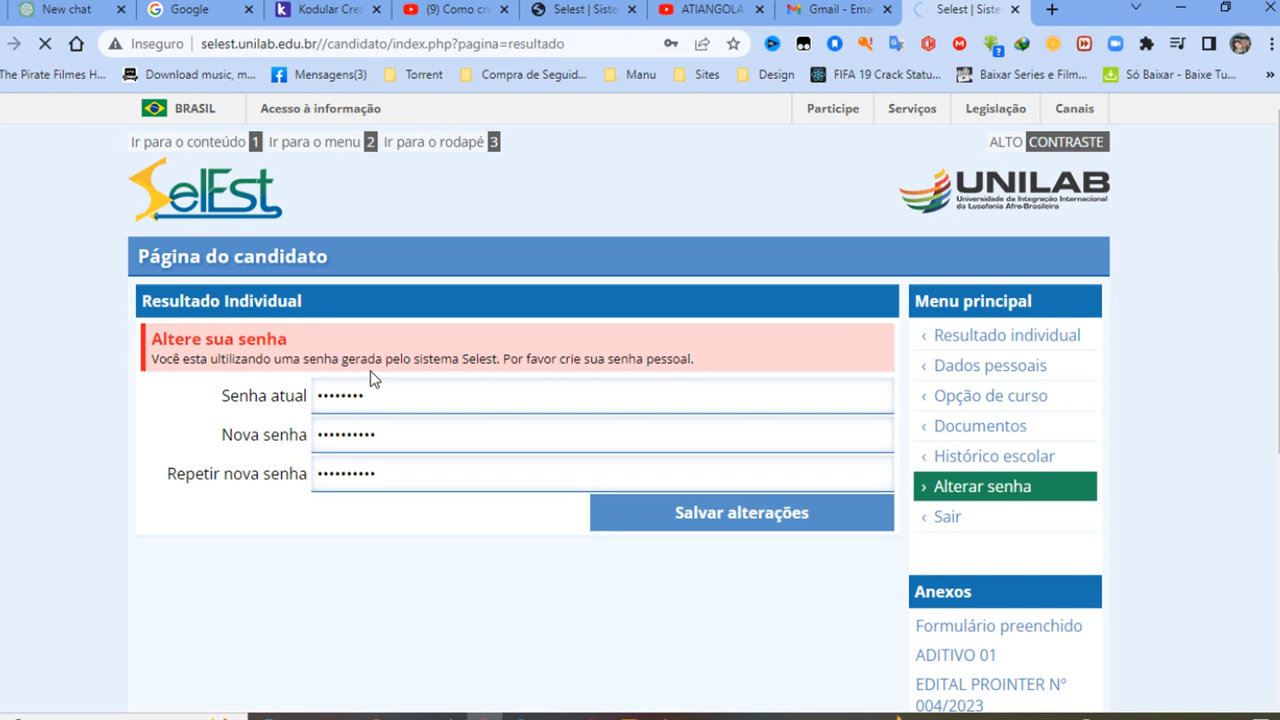 New chat
Google
Kodular Cre
(9) Como cri
Selest | Siste
ATIANGOLA
Gmail - Emai
Selest | Siste
Inseguro
selest.unilab.edu.br//candidato/index.php?pagina=resultado
The Pirate Filmes H...
Download music, m...
Mensagens(3)
Torrent
Compra de Seguid...
Manu
Sites
Design
FIFA 19 Crack Statu...
Baixar Series e Film...
Só Baixar - Baixe Tu...
BRASIL
Acesso à informação
Participe
Serviços
Legislação
Canais
Ir para o conteúdo 1 Ir para o menu 2 Ir para o rodapé 3
ALTO CONTRASTE
SelEst
UNILAB
Universidade da Integração Internacional
da Lusofonia Afro-Brasileira
Página do candidato
Resultado Individual
Altere sua senha
Você esta ultilizando uma senha gerada pelo sistema Selest. Por favor crie sua senha pessoal.
Senha atual ••••••••
Nova senha ••••••••••
Repetir nova senha ••••••••••
Salvar alterações
Menu principal
‹ Resultado individual
‹ Dados pessoais
‹ Opção de curso
‹ Documentos
‹ Histórico escolar
› Alterar senha
‹ Sair
Anexos
Formulário preenchido
ADITIVO 01
EDITAL PROINTER Nº
004/2023